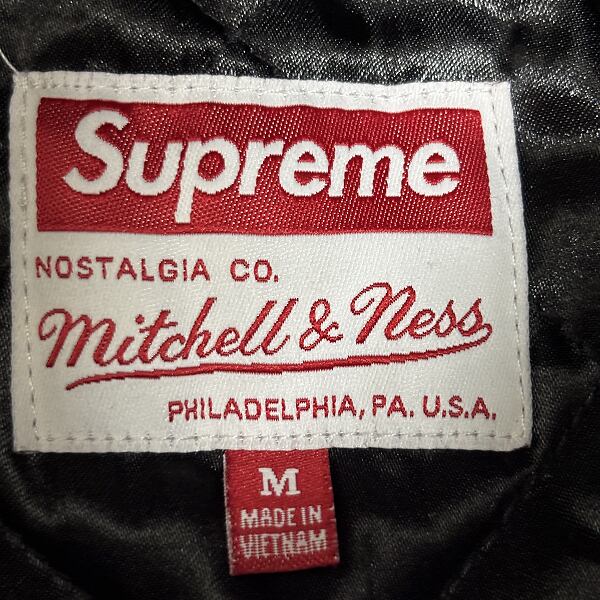 Supreme
NOSTALGIA CO.
Mitchell & Ness
PHILADELPHIA, PA. U.S.A.
M
MADE IN
VIETNAM